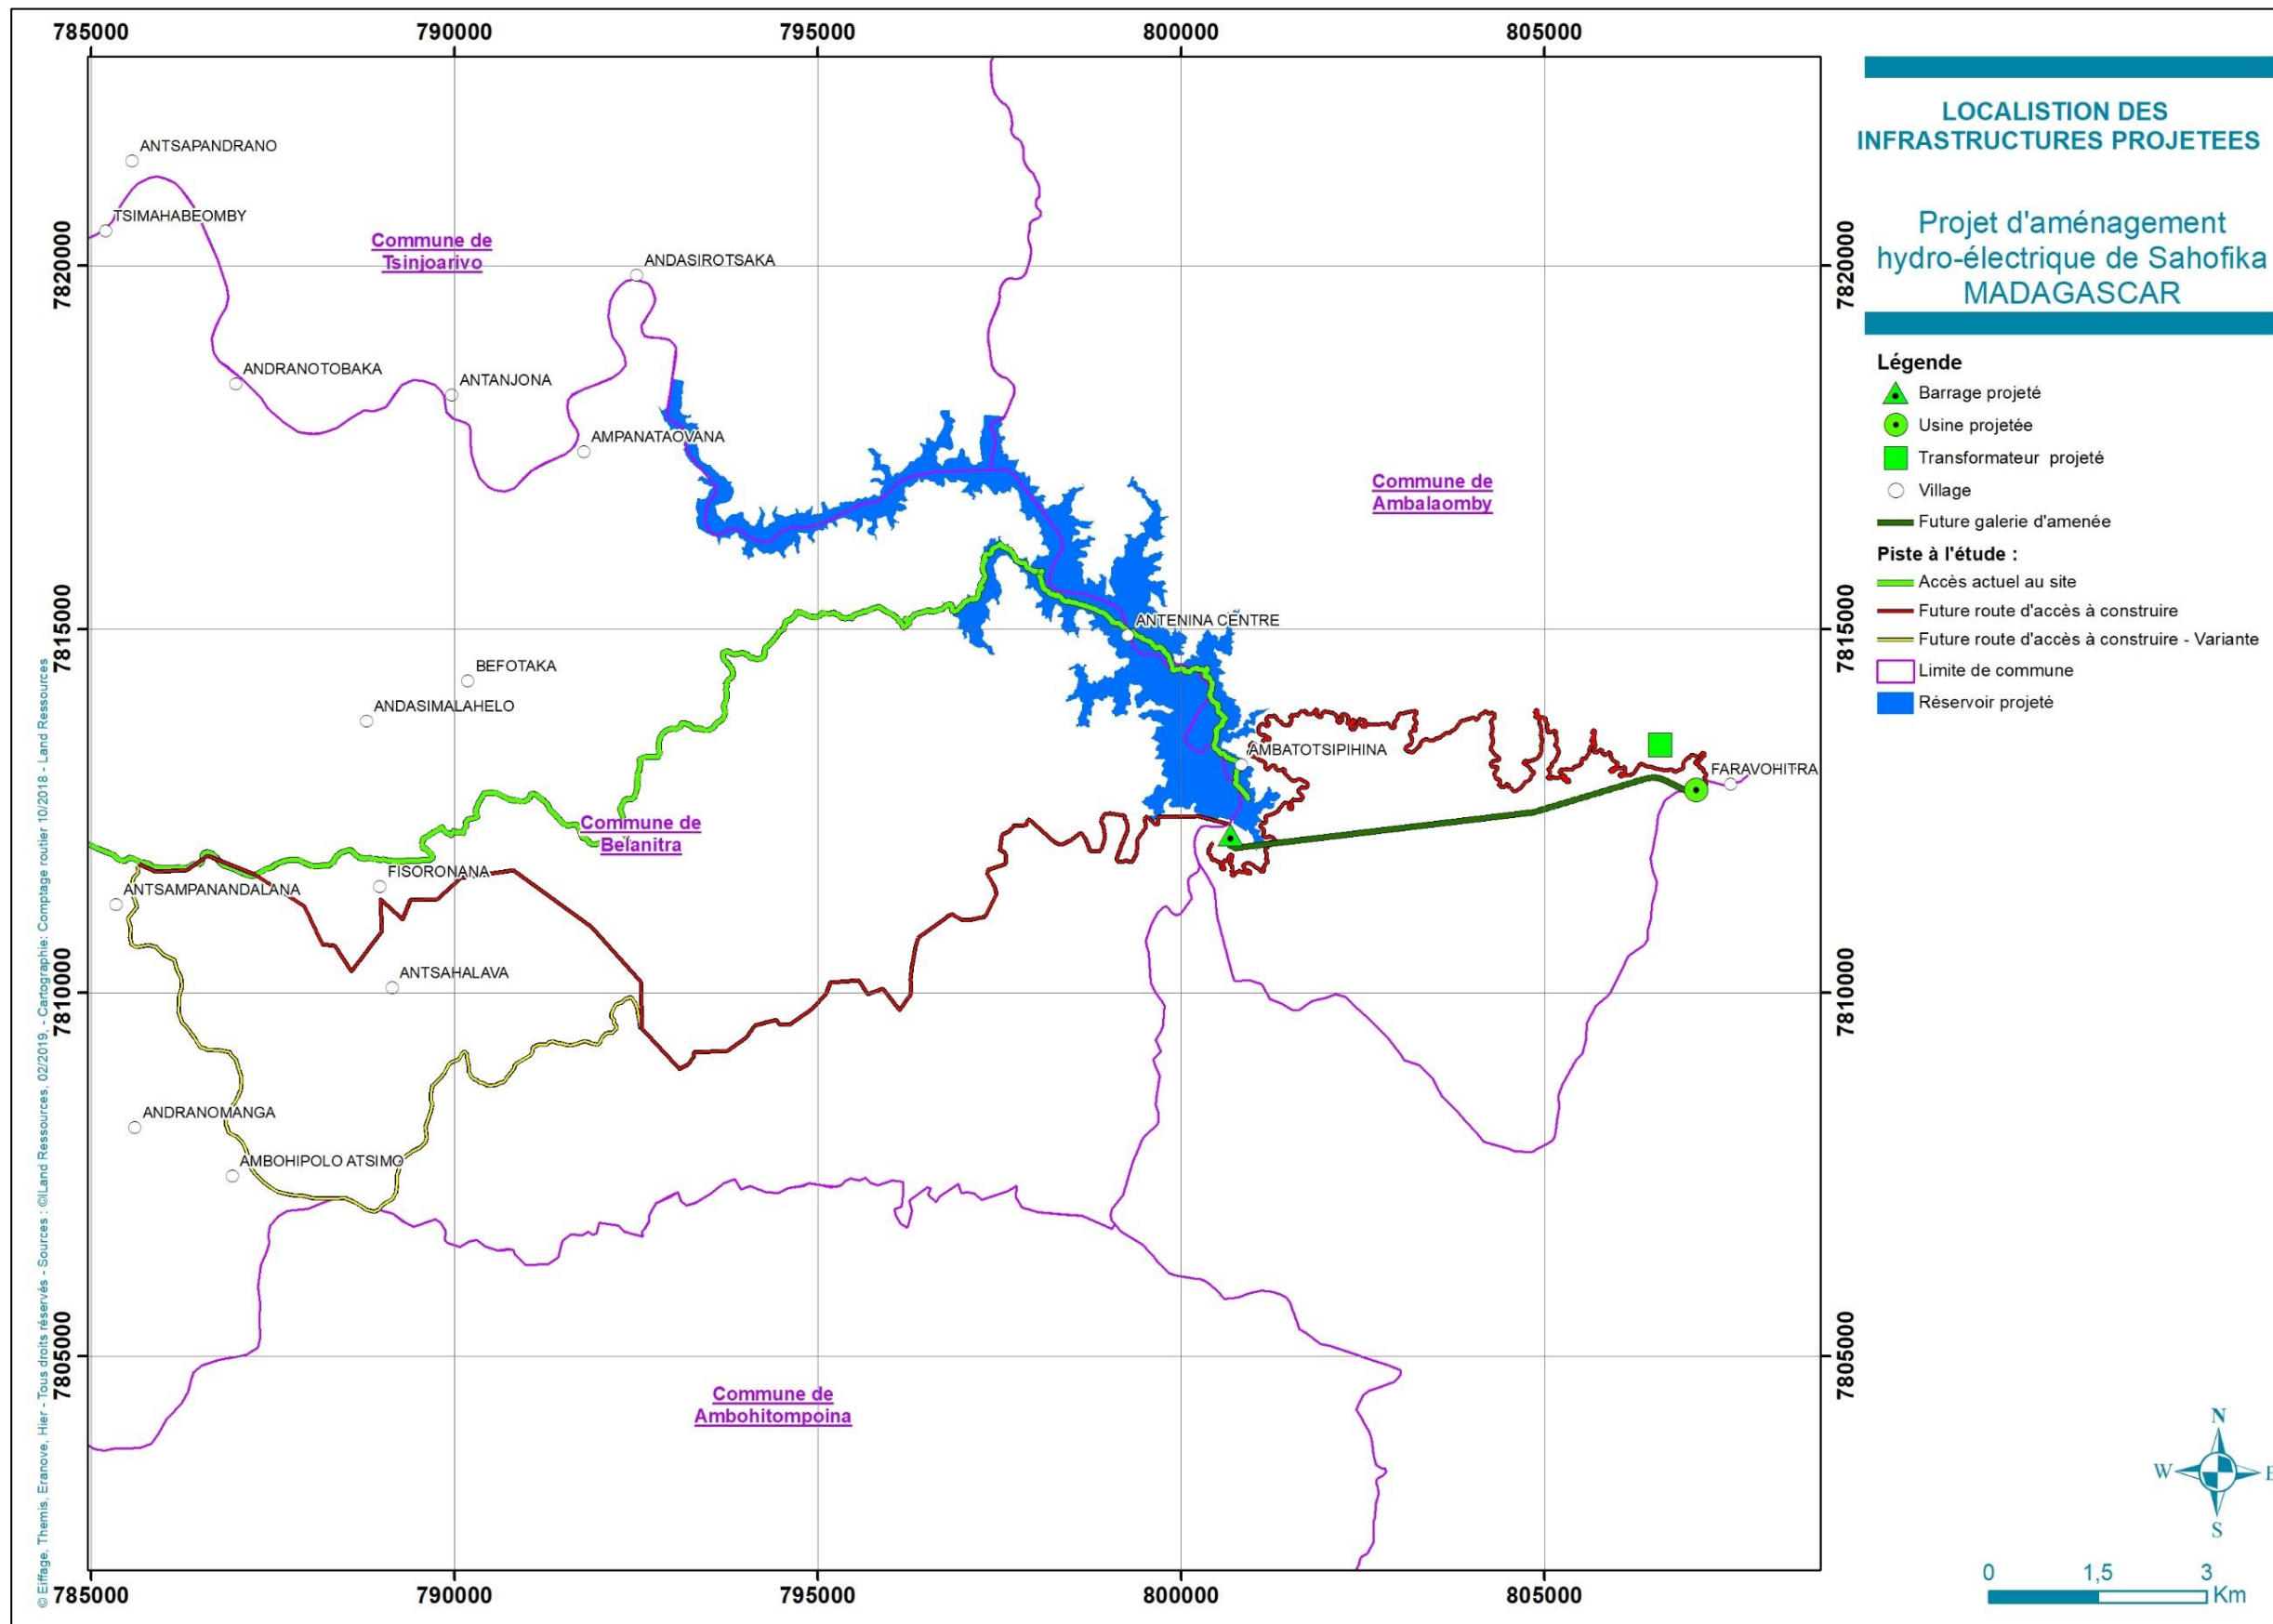 785000
790000
795000
800000
805000
LOCALISTION DES
INFRASTRUCTURES PROJETEES
Projet d'aménagement
hydro-électrique de Sahofika
MADAGASCAR
Légende
Barrage projeté
Usine projetée
Transformateur projeté
Village
Future galerie d'amenée
Piste à l'étude :
Accès actuel au site
Future route d'accès à construire
Future route d'accès à construire - Variante
Limite de commune
Réservoir projeté
ANTSAPANDRANO
TSIMAHABEOMBY
Commune de
Tsinjoarivo
ANDASIROTSAKA
7820000
7820000
ANDRANOTOBAKA
ANTANJONA
AMPANATAOVANA
Commune de
Ambalaomby
7815000
7815000
ANTENINA CENTRE
BEFOTAKA
ANDASIMALAHELO
AMBATOTSIPIHINA
FARAVOHITRA
Commune de
Belanitra
FISORONANA
ANTSAMPANANDALANA
ANTSAHALAVA
7810000
7810000
ANDRANOMANGA
AMBOHIPOLO ATSIMO
7805000
7805000
Commune de
Ambohitompoina
N
W
E
S
0
1,5
3
Km
785000
790000
795000
800000
805000
© Eiffage, Themis, Eranove, Hier - Tous droits réservés - Sources : ©lLand Ressources, 02/2019, - Cartographie: Comptage routier 10/2018 - Land Ressources